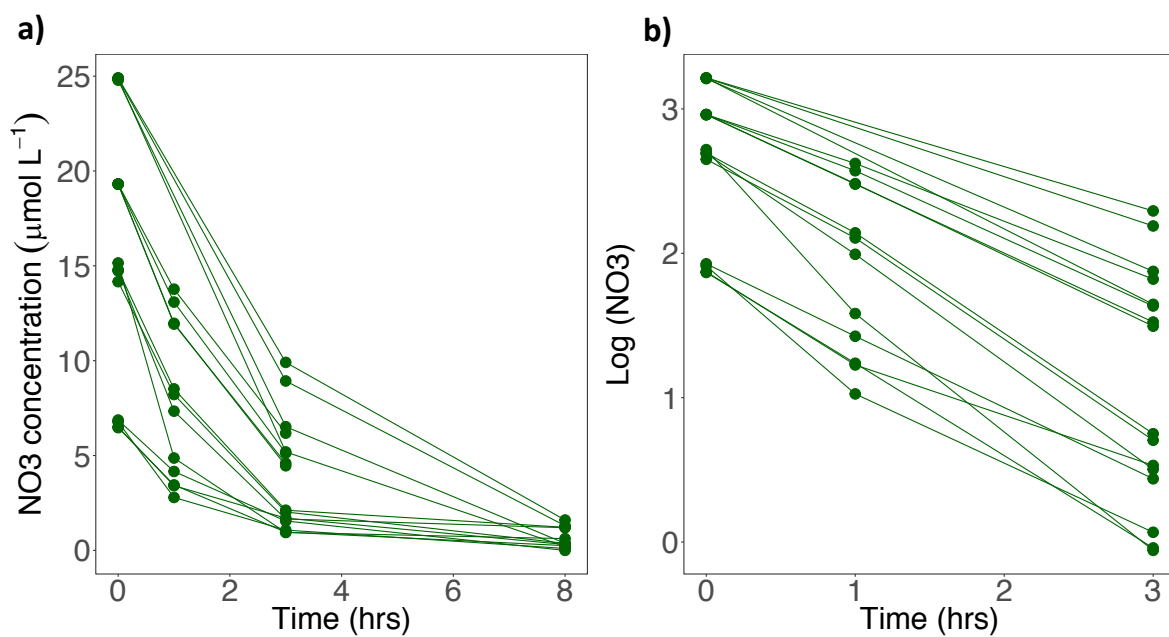 a)
NO3 concentration (μmol L⁻¹)
25
20
15
10
5
0
0 2 4 6 8
Time (hrs)
b)
Log (NO3)
3
2
1
0
0 1 2 3
Time (hrs)